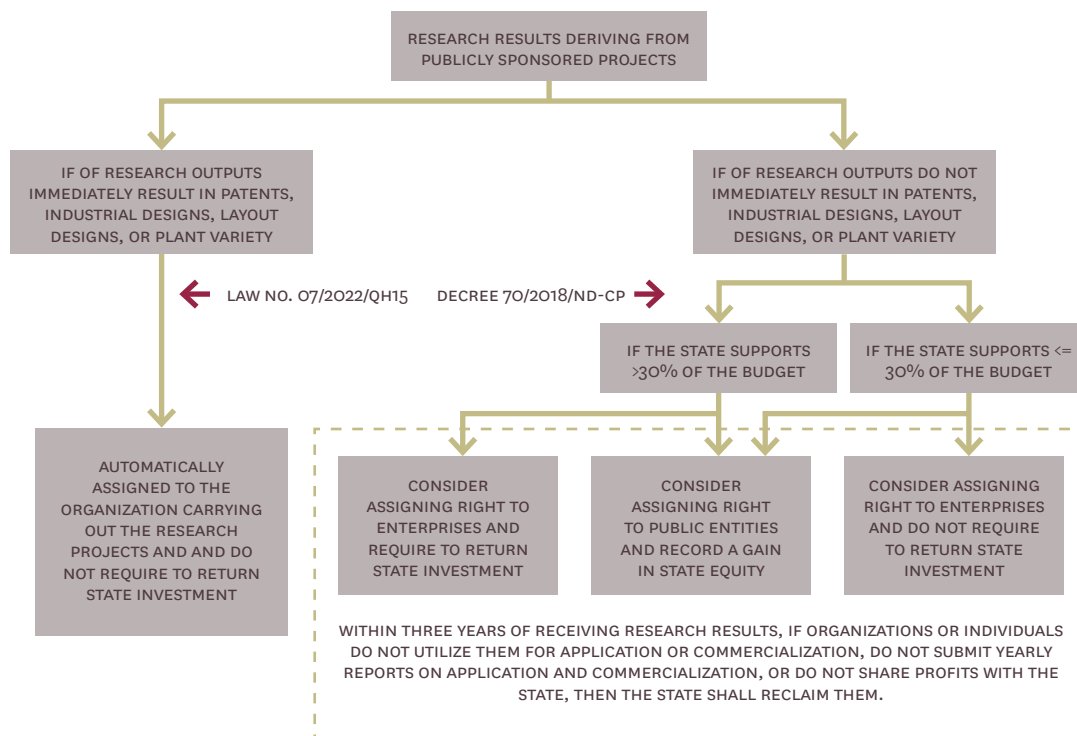 RESEARCH RESULTS DERIVING FROM
PUBLICLY SPONSORED PROJECTS
IF OF RESEARCH OUTPUTS
IMMEDIATELY RESULT IN PATENTS,
INDUSTRIAL DESIGNS, LAYOUT
DESIGNS, OR PLANT VARIETY
IF OF RESEARCH OUTPUTS DO NOT
IMMEDIATELY RESULT IN PATENTS,
INDUSTRIAL DESIGNS, LAYOUT
DESIGNS, OR PLANT VARIETY
LAW NO. 07/2022/QH15
DECREE 70/2018/ND-CP
IF THE STATE SUPPORTS
>30% OF THE BUDGET
IF THE STATE SUPPORTS <=
30% OF THE BUDGET
AUTOMATICALLY
ASSIGNED TO THE
ORGANIZATION CARRYING
OUT THE RESEARCH
PROJECTS AND AND DO
NOT REQUIRE TO RETURN
STATE INVESTMENT
CONSIDER
ASSIGNING RIGHT TO
ENTERPRISES AND
REQUIRE TO RETURN
STATE INVESTMENT
CONSIDER
ASSIGNING RIGHT
TO PUBLIC ENTITIES
AND RECORD A GAIN
IN STATE EQUITY
CONSIDER ASSIGNING
RIGHT TO ENTERPRISES
AND DO NOT REQUIRE
TO RETURN STATE
INVESTMENT
WITHIN THREE YEARS OF RECEIVING RESEARCH RESULTS, IF ORGANIZATIONS OR INDIVIDUALS
DO NOT UTILIZE THEM FOR APPLICATION OR COMMERCIALIZATION, DO NOT SUBMIT YEARLY
REPORTS ON APPLICATION AND COMMERCIALIZATION, OR DO NOT SHARE PROFITS WITH THE
STATE, THEN THE STATE SHALL RECLAIM THEM.